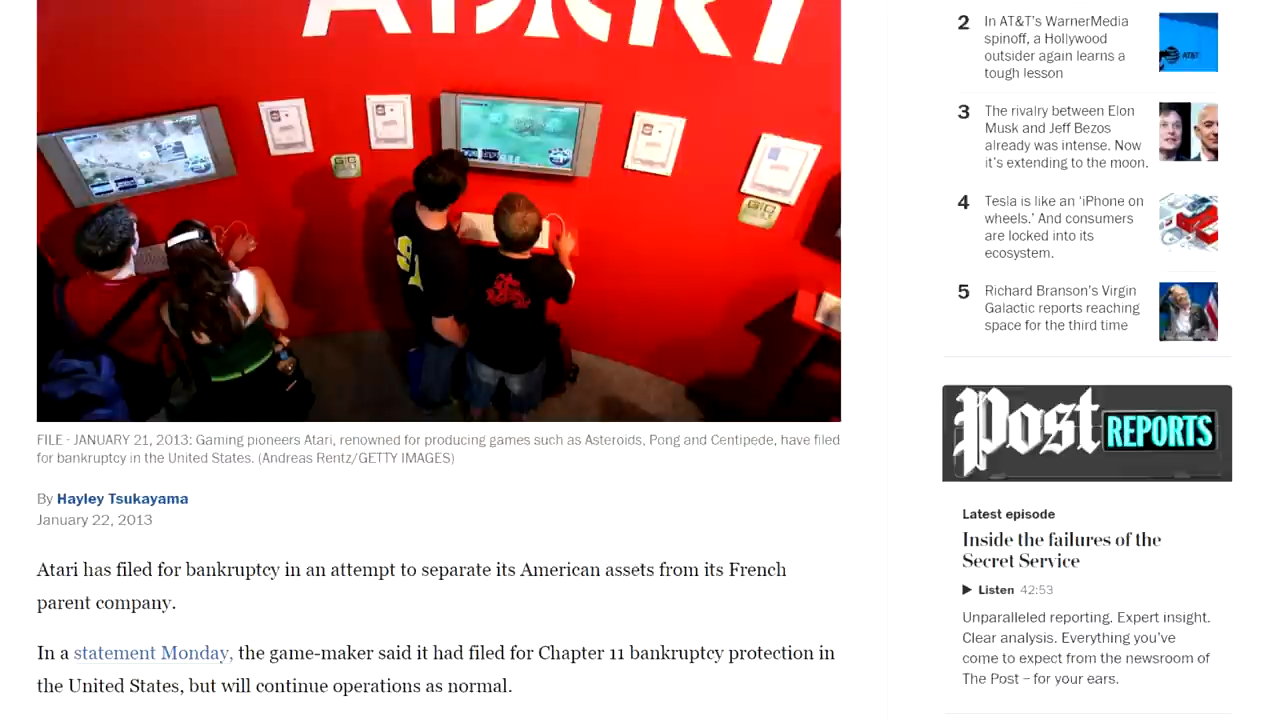 ATARI
FILE - JANUARY 21, 2013: Gaming pioneers Atari, renowned for producing games such as Asteroids, Pong and Centipede, have filed
for bankruptcy in the United States. (Andreas Rentz/GETTY IMAGES)
By Hayley Tsukayama
January 22, 2013
Atari has filed for bankruptcy in an attempt to separate its American assets from its French
parent company.
In a statement Monday, the game-maker said it had filed for Chapter 11 bankruptcy protection in
the United States, but will continue operations as normal.
2
In AT&T's WarnerMedia
spinoff, a Hollywood
outsider again learns a
tough lesson
AT&T
3
The rivalry between Elon
Musk and Jeff Bezos
already was intense. Now
it's extending to the moon.
4
Tesla is like an ‘iPhone on
wheels.’ And consumers
are locked into its
ecosystem.
5
Richard Branson's Virgin
Galactic reports reaching
space for the third time
Post REPORTS
Latest episode
Inside the failures of the
Secret Service
Listen 42:53
Unparalleled reporting. Expert insight.
Clear analysis. Everything you've
come to expect from the newsroom of
The Post – for your ears.